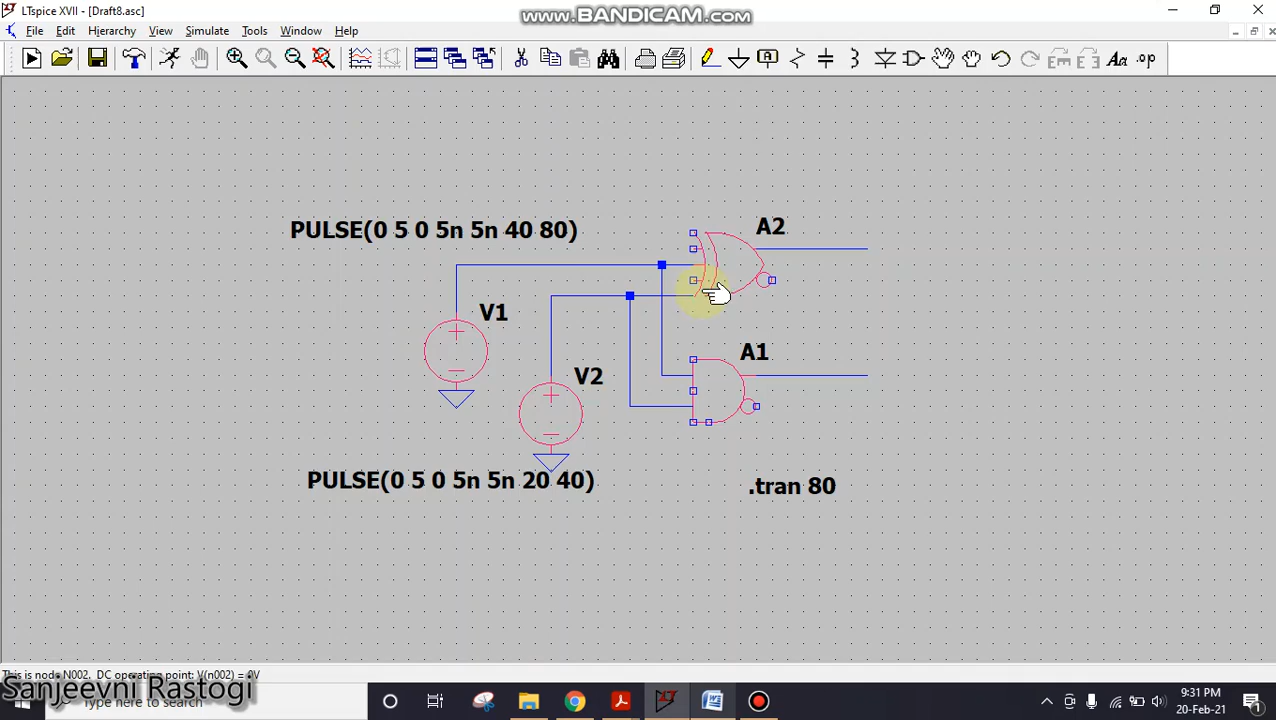 LTspice XVII - [Draft8.asc]
www.BANDICAM.com
File Edit Hierarchy View Simulate Tools Window Help
Aa .op
PULSE(0 5 0 5n 5n 40 80)
A2
V1
A1
V2
PULSE(0 5 0 5n 5n 20 40)
.tran 80
This is node N002. DC operating point: V(n002) = 0V
Sanjeevni Rastogi
Type here to search
9:31 PM
20-Feb-21